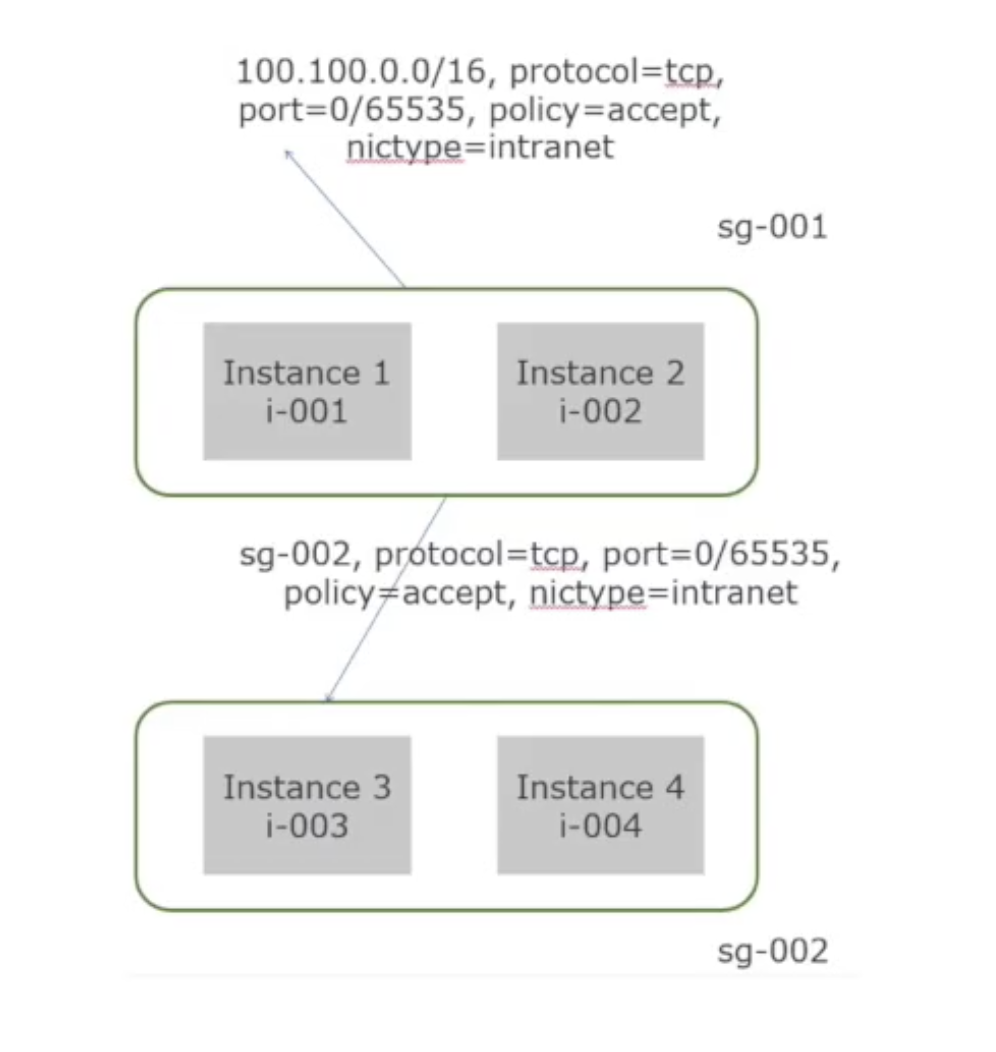 100.100.0.0/16, protocol=tcp,
port=0/65535, policy=accept,
nictype=intranet
sg-001
Instance 1
i-001
Instance 2
i-002
sg-002, protocol=tcp, port=0/65535,
policy=accept, nictype=intranet
Instance 3
i-003
Instance 4
i-004
sg-002